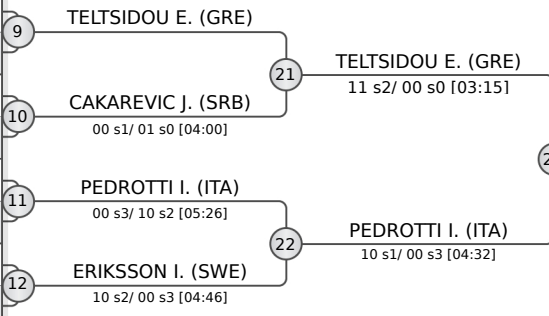 9
TELTSIDOU E. (GRE)
21
TELTSIDOU E. (GRE)
11 s2/ 00 s0 [03:15]
10
CAKAREVIC J. (SRB)
00 s1/ 01 s0 [04:00]
11
PEDROTTI I. (ITA)
00 s3/ 10 s2 [05:26]
22
PEDROTTI I. (ITA)
10 s1/ 00 s3 [04:32]
12
ERIKSSON I. (SWE)
10 s2/ 00 s3 [04:46]